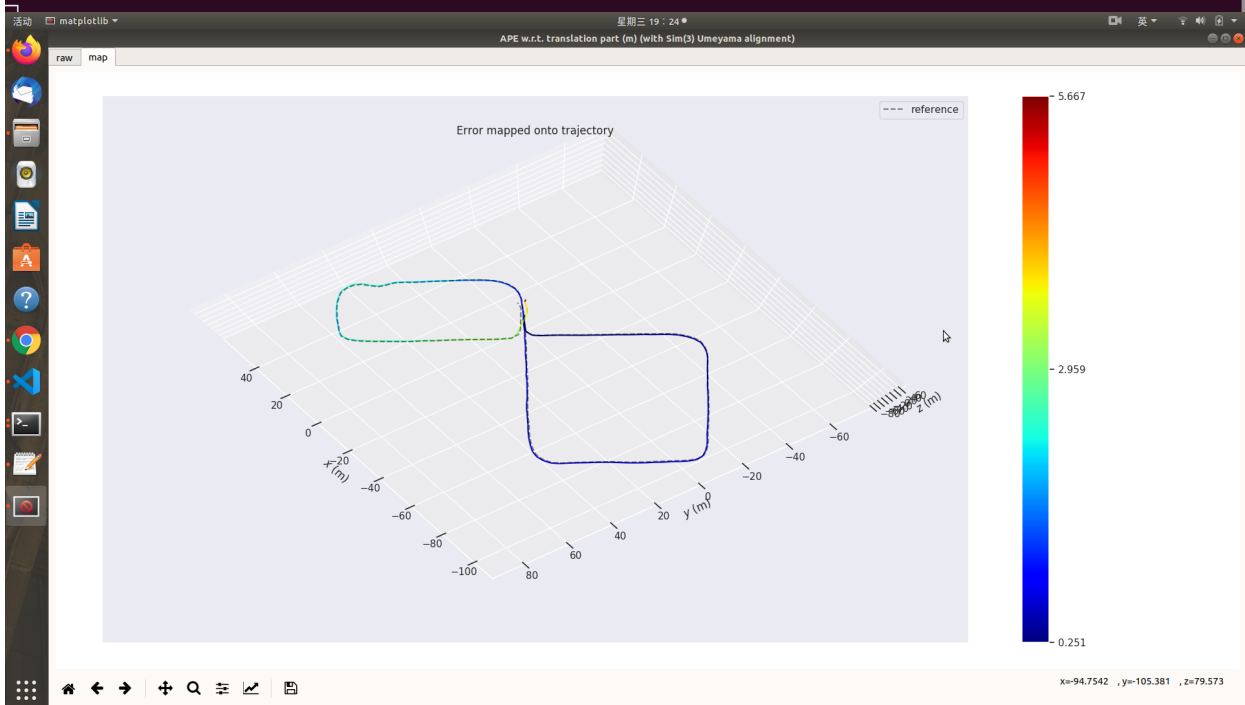 活动
matplotlib
星期三 19：24
英
APE w.r.t. translation part (m) (with Sim(3) Umeyama alignment)
raw
map
reference
Error mapped onto trajectory
5.667
2.959
0.251
40
20
0
−20
−40
−60
−80
−100
x (m)
80
60
40
20
0
−20
−40
−60
y (m)
z (m)
x=-94.7542 , y=-105.381 , z=79.573